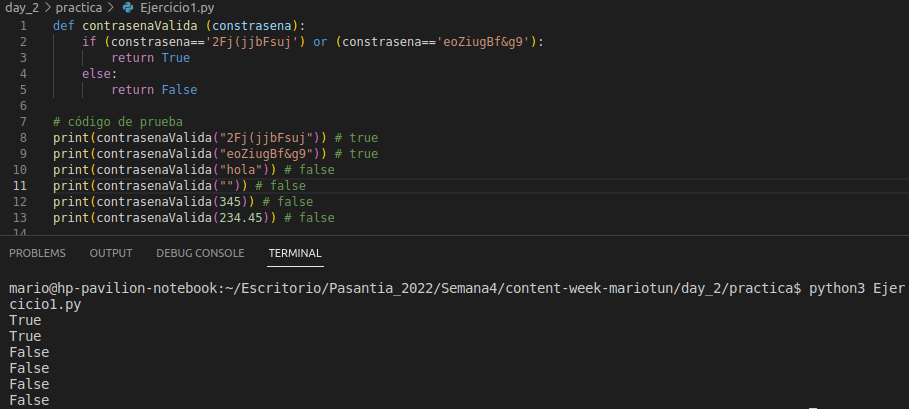 day_2 > practica > Ejercicio1.py
1 def contrasenaValida (constrasena):
2     if (constrasena=='2Fj(jjbFsuj') or (constrasena=='eoZiugBf&g9'):
3         return True
4     else:
5         return False
6
7 # código de prueba
8 print(contrasenaValida("2Fj(jjbFsuj")) # true
9 print(contrasenaValida("eoZiugBf&g9")) # true
10 print(contrasenaValida("hola")) # false
11 print(contrasenaValida("")) # false
12 print(contrasenaValida(345)) # false
13 print(contrasenaValida(234.45)) # false
14
PROBLEMS OUTPUT DEBUG CONSOLE TERMINAL
mario@hp-pavilion-notebook:~/Escritorio/Pasantia_2022/Semana4/content-week-mariotun/day_2/practica$ python3 Ejer
cicio1.py
True
True
False
False
False
False